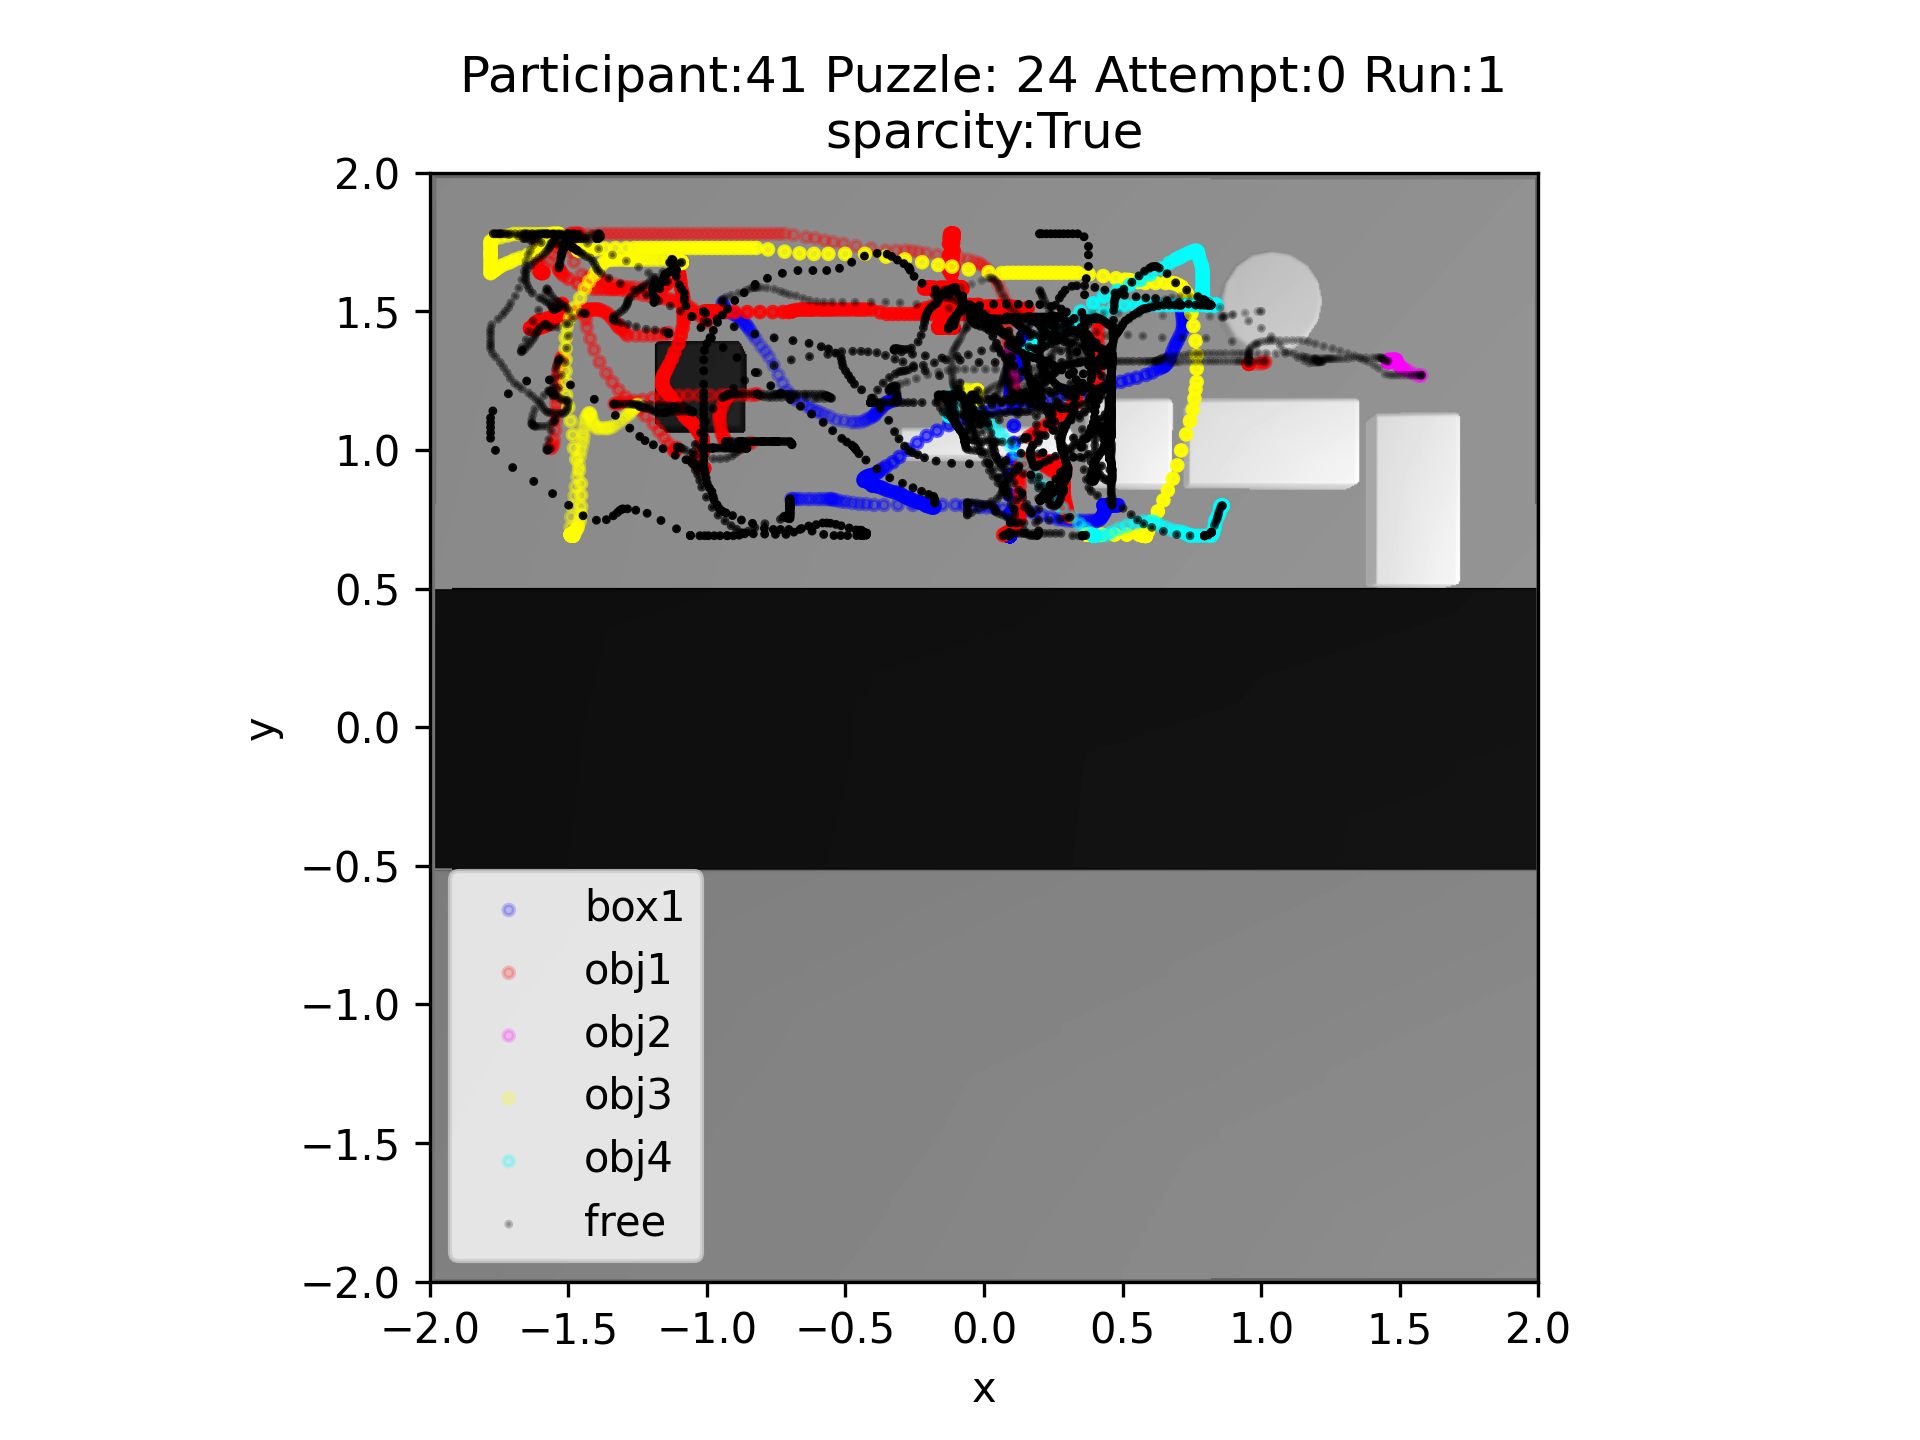 Participant:41 Puzzle: 24 Attempt:0 Run:1
sparcity:True
2.0
1.5
1.0
0.5
0.0
−0.5
−1.0
−1.5
−2.0
y
box1
obj1
obj2
obj3
obj4
free
−2.0 −1.5 −1.0 −0.5 0.0 0.5 1.0 1.5 2.0
x